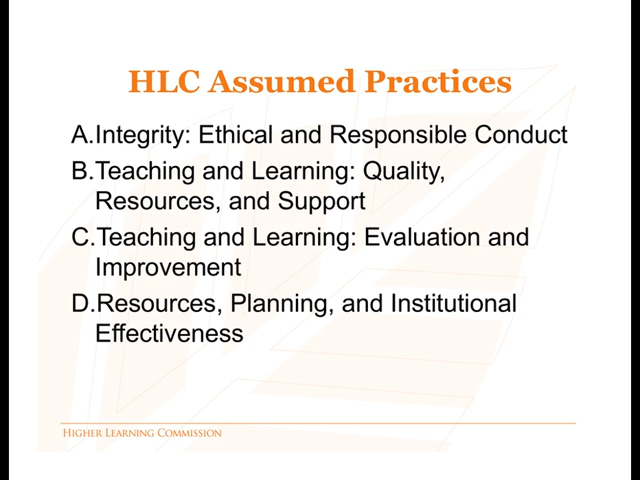 HLC Assumed Practices
A.Integrity: Ethical and Responsible Conduct
B.Teaching and Learning: Quality,
Resources, and Support
C.Teaching and Learning: Evaluation and
Improvement
D.Resources, Planning, and Institutional
Effectiveness
HIGHER LEARNING COMMISSION